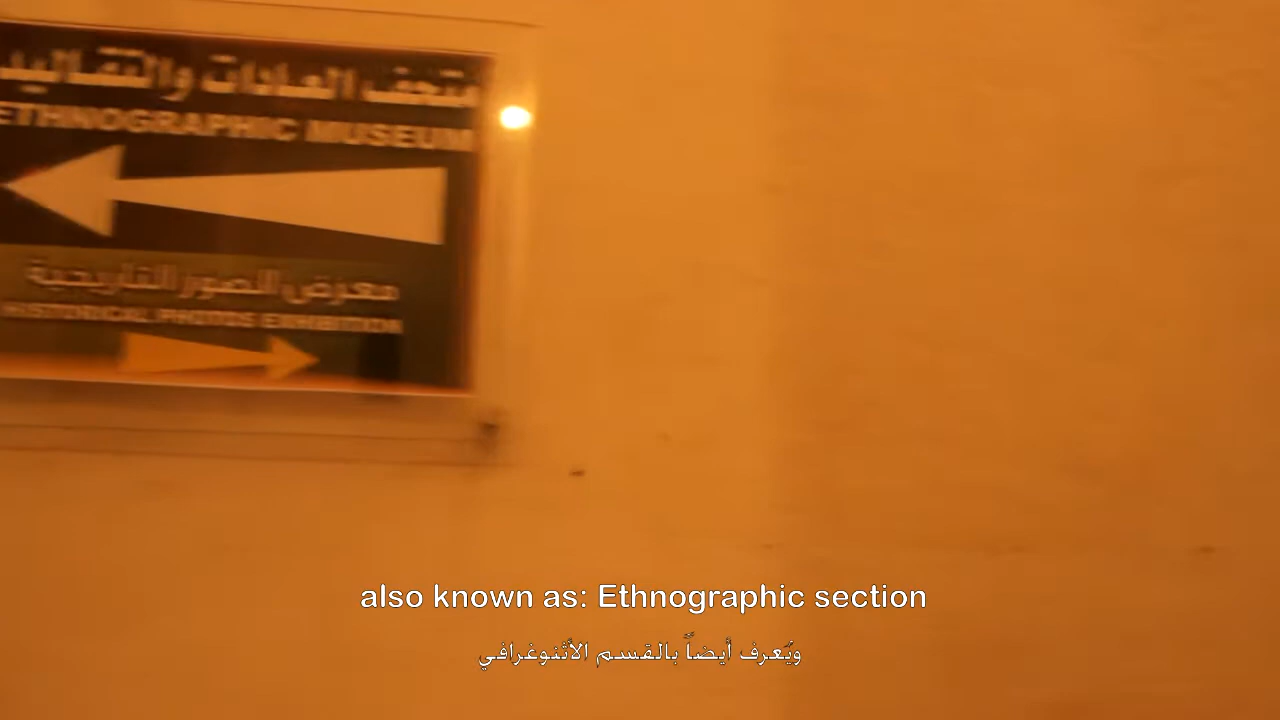 متحف العادات والتقاليد
ETHNOGRAPHIC MUSEUM
معرض الصور التاريخية
HISTORICAL PHOTOS EXHIBITION
also known as: Ethnographic section
ويُعرف أيضاً بالقسم الأثنوغرافي